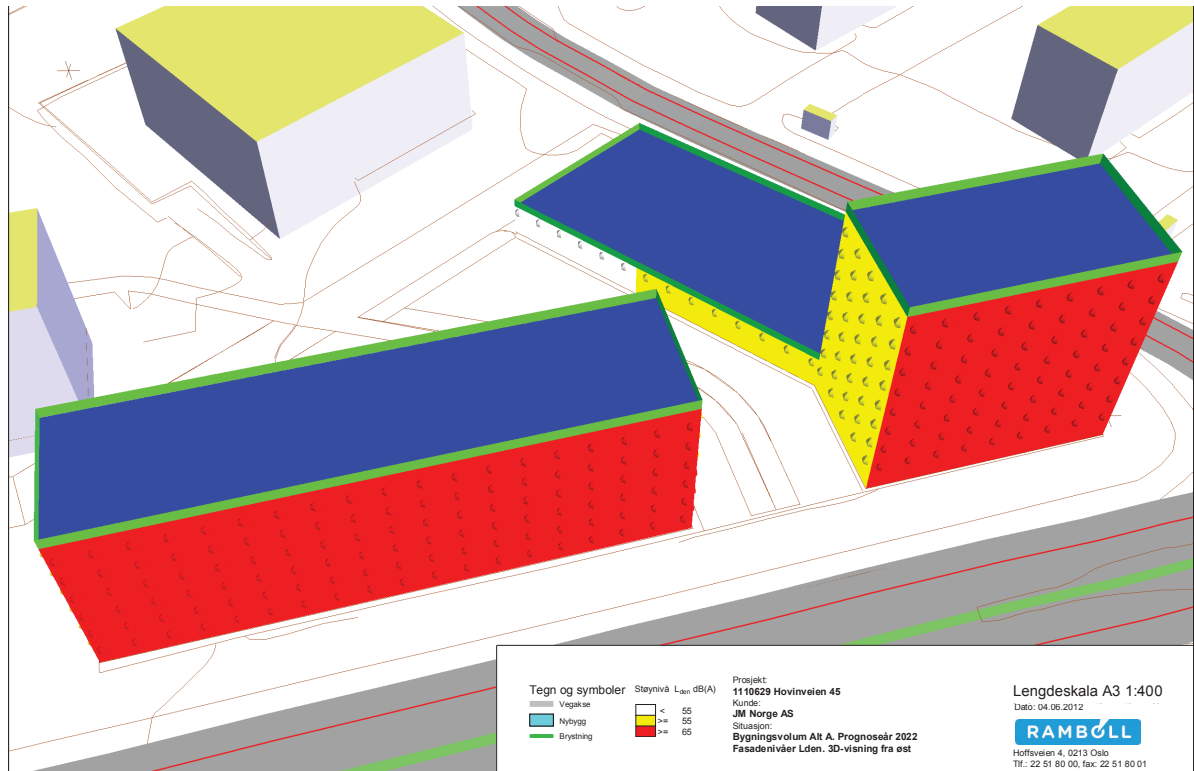 Tegn og symboler
Vegakse
Nybygg
Brystning
Støynivå Lden dB(A)
< 55
>= 55
>= 65
Prosjekt:
1110629 Hovinveien 45
Kunde:
JM Norge AS
Situasjon:
Bygningsvolum Alt A. Prognoseår 2022
Fasadenivåer Lden. 3D-visning fra øst
Lengdeskala A3 1:400
Dato: 04.06.2012
RAMBOLL
Hoffsveien 4, 0213 Oslo
Tlf.: 22 51 80 00, fax: 22 51 80 01